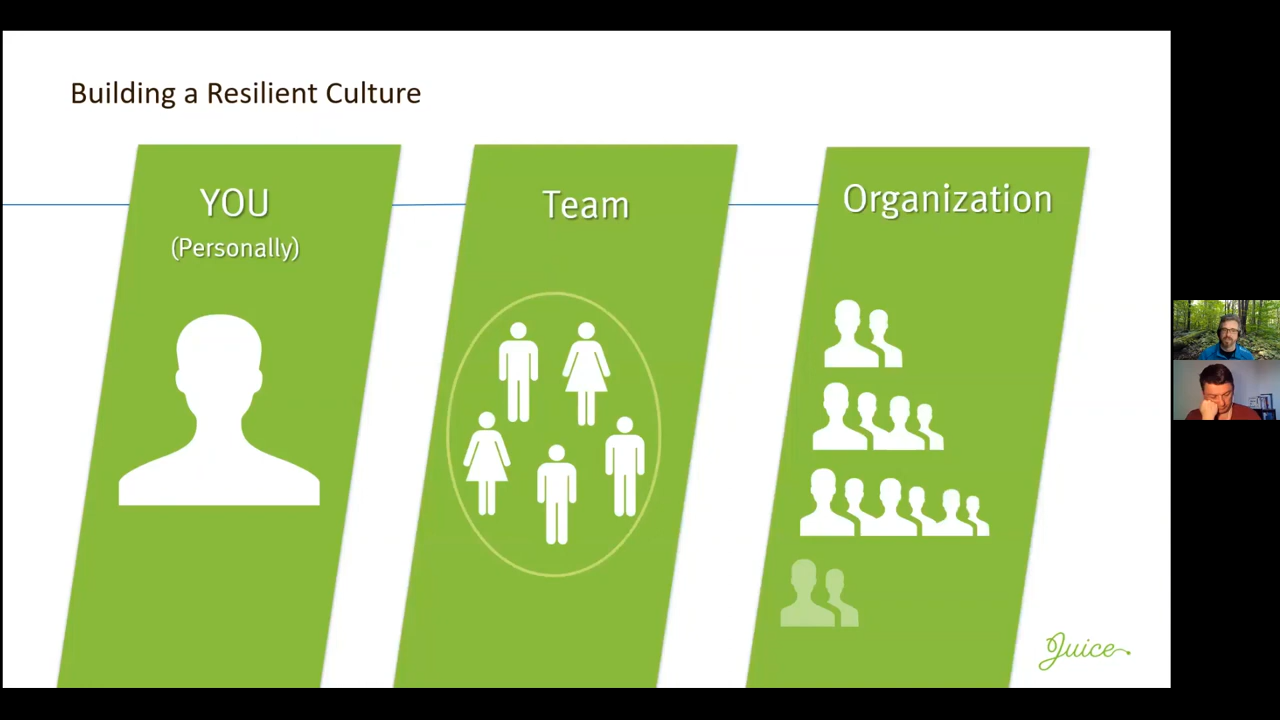 Building a Resilient Culture
YOU
(Personally)
Team
Organization
Juice